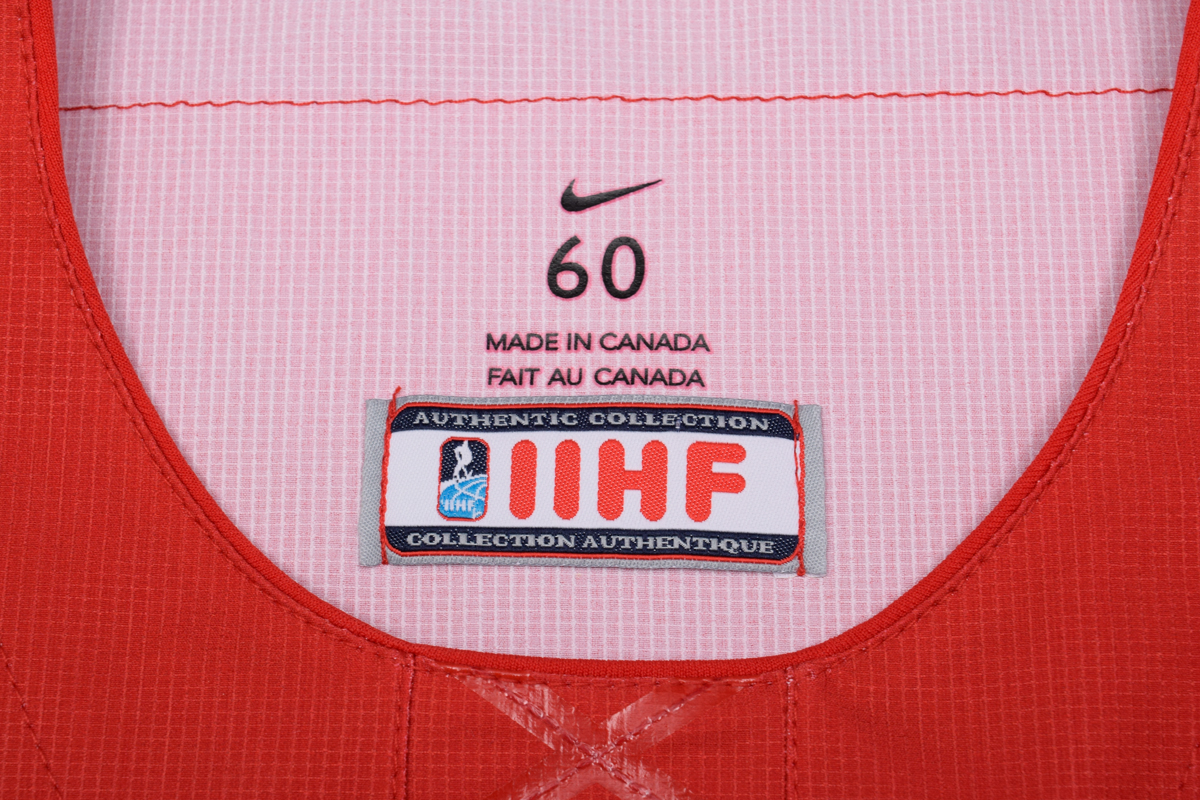 60
MADE IN CANADA
FAIT AU CANADA
AUTHENTIC COLLECTION
IIHF
IIHF
COLLECTION AUTHENTIQUE